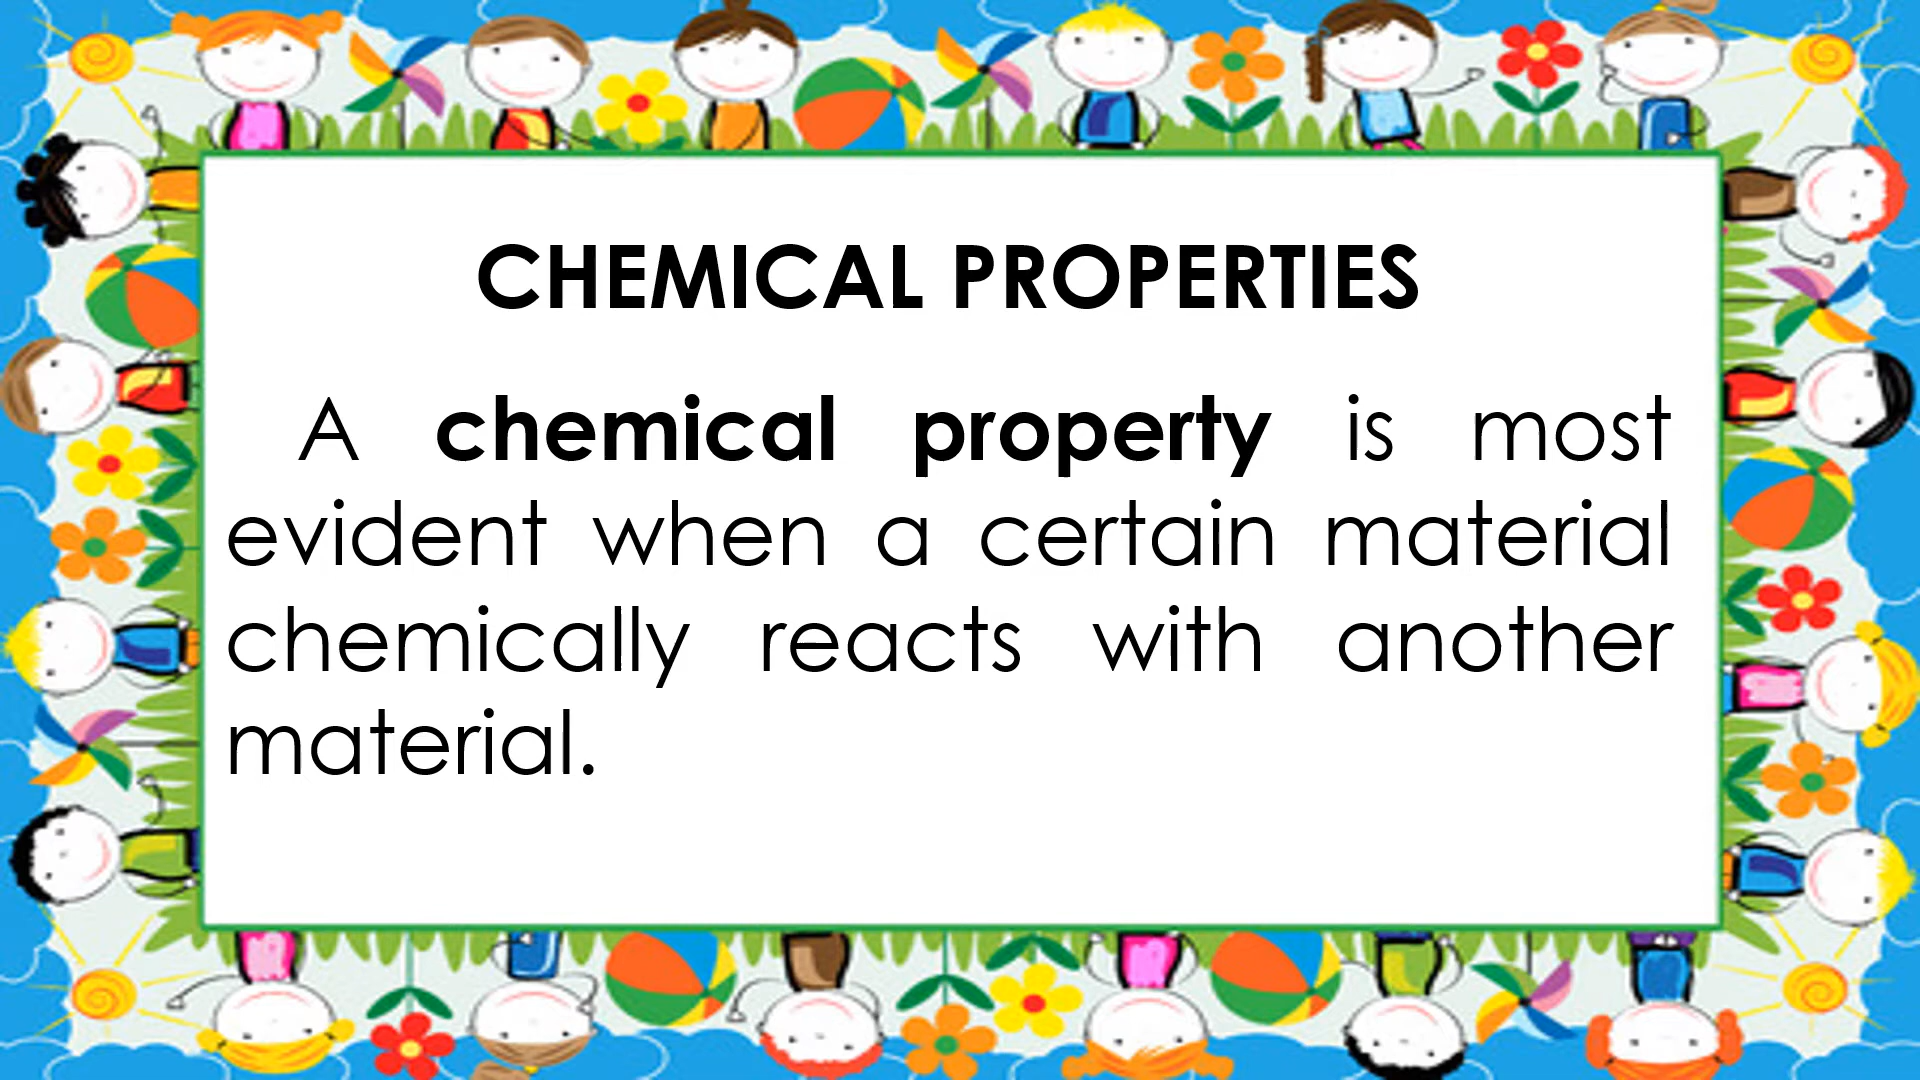 CHEMICAL PROPERTIES
A chemical property is most
evident when a certain material
chemically reacts with another
material.